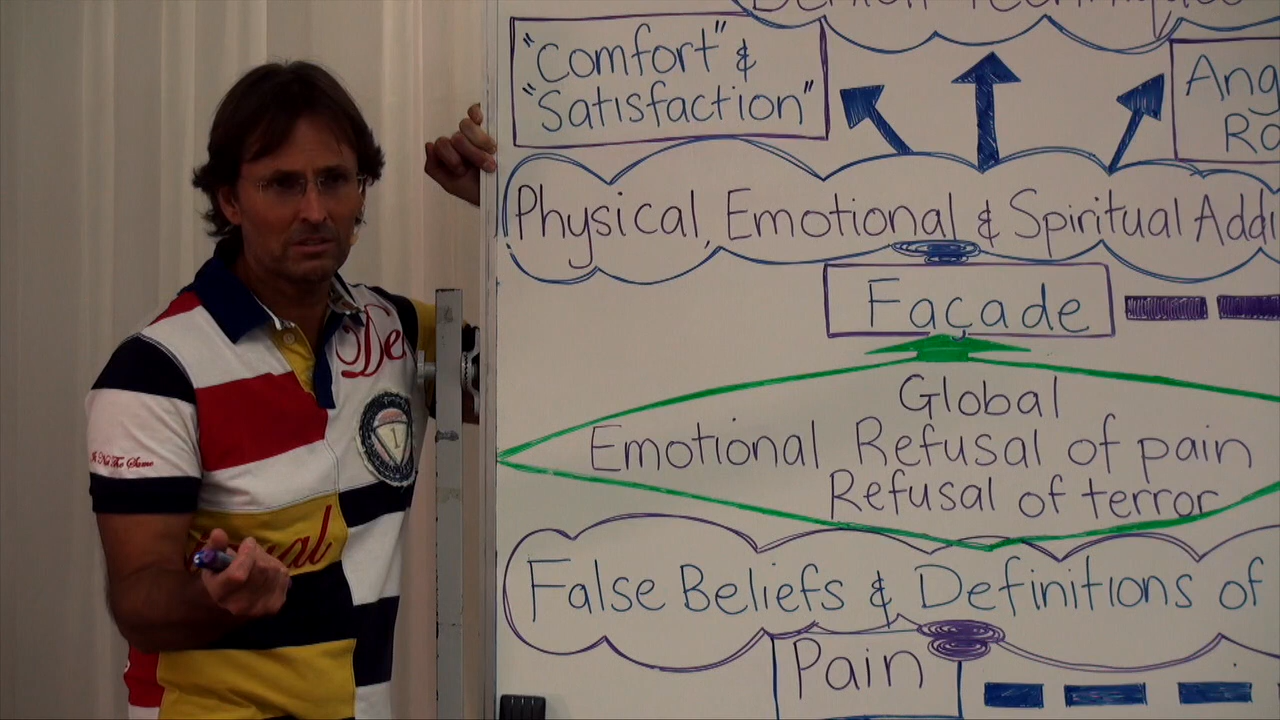 "Comfort" &
"Satisfaction"
Physical, Emotional & Spiritual
Façade
Global
Emotional Refusal of pain
Refusal of terror
False Beliefs & Definitions of
Pain